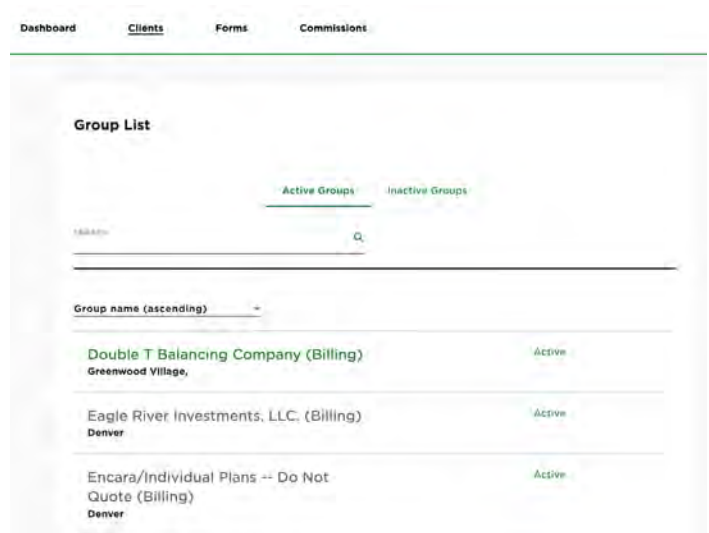 Dashboard Clients Forms Commissions
Group List
Active Groups Inactive Groups
Group name (ascending)
Double T Balancing Company (Billing) Active
Greenwood Village,
Eagle River Investments, LLC. (Billing) Active
Denver
Encara/Individual Plans -- Do Not Active
Quote (Billing)
Denver